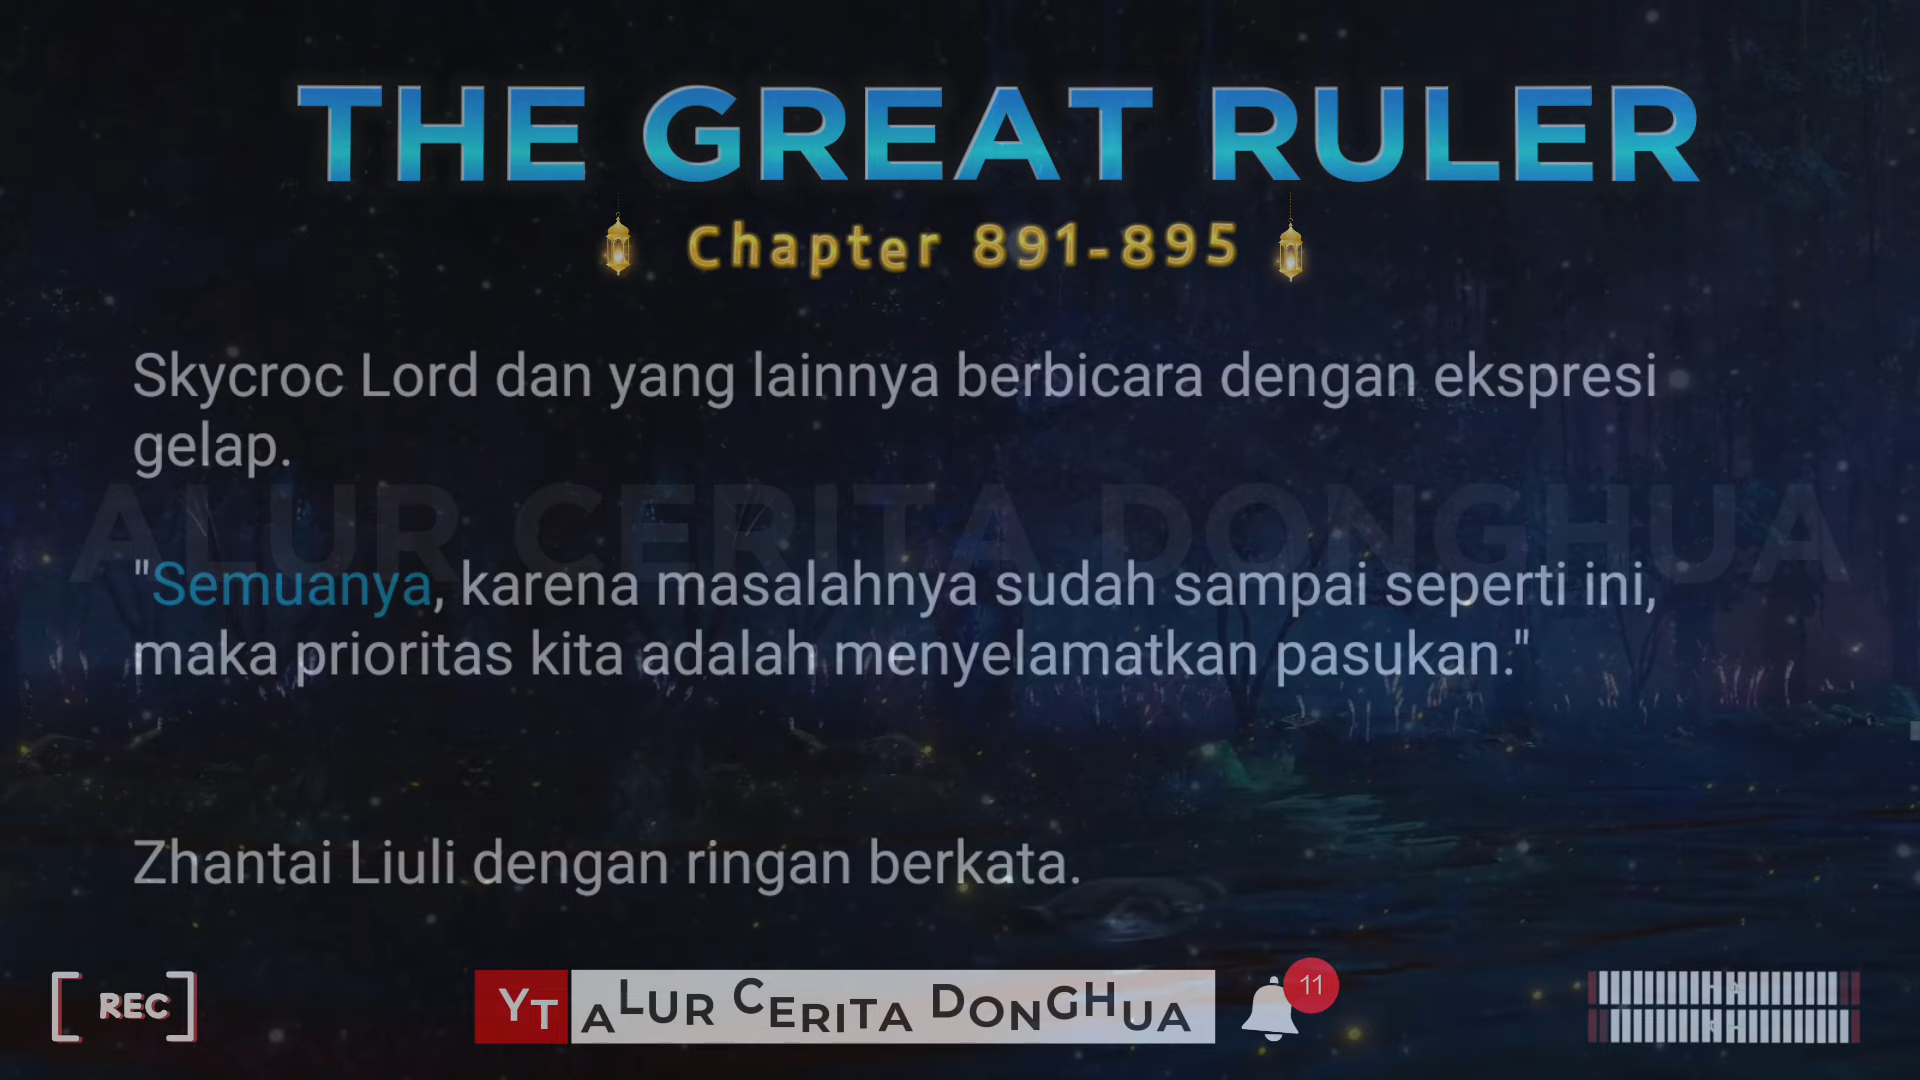 THE GREAT RULER
Chapter 891-895
Skycroc Lord dan yang lainnya berbicara dengan ekspresi
gelap.
ALUR CERITA DONGHUA
"Semuanya, karena masalahnya sudah sampai seperti ini,
maka prioritas kita adalah menyelamatkan pasukan."
Zhantai Liuli dengan ringan berkata.
REC
YT ALUR CERITA DONGHUA
11